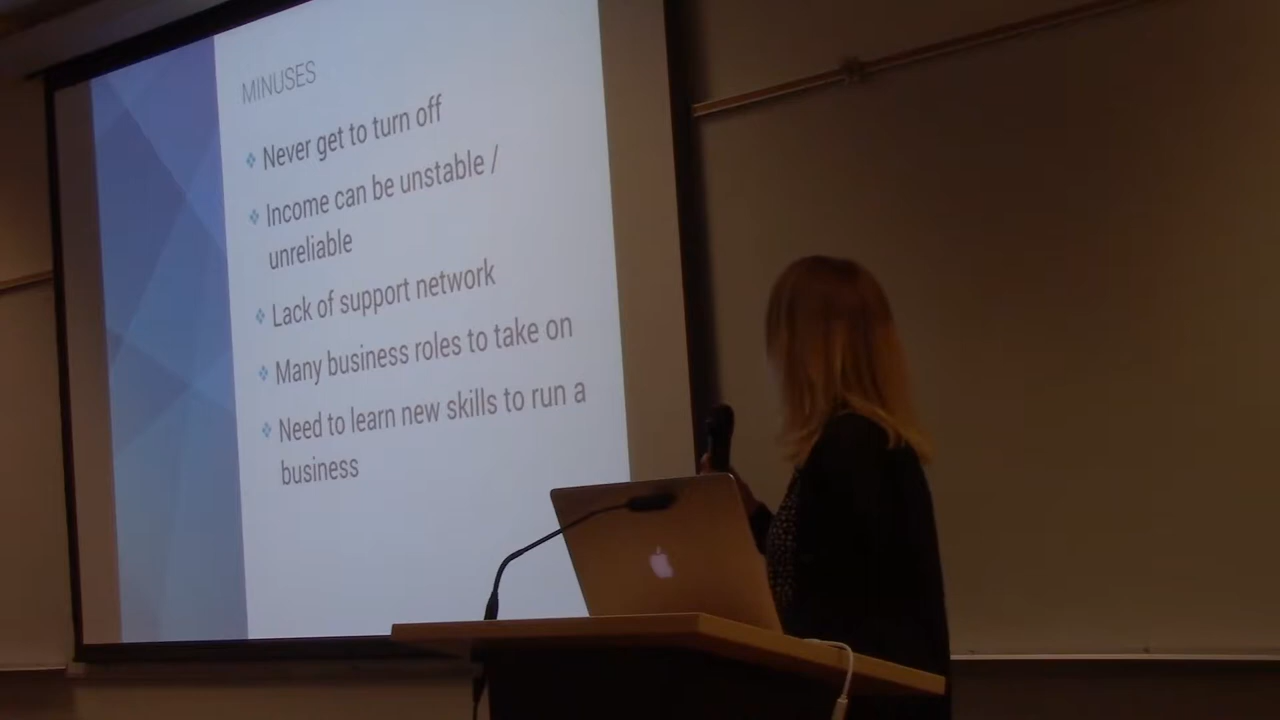 MINUSES
Never get to turn off
Income can be unstable /
unreliable
Lack of support network
Many business roles to take on
Need to learn new skills to run a
business